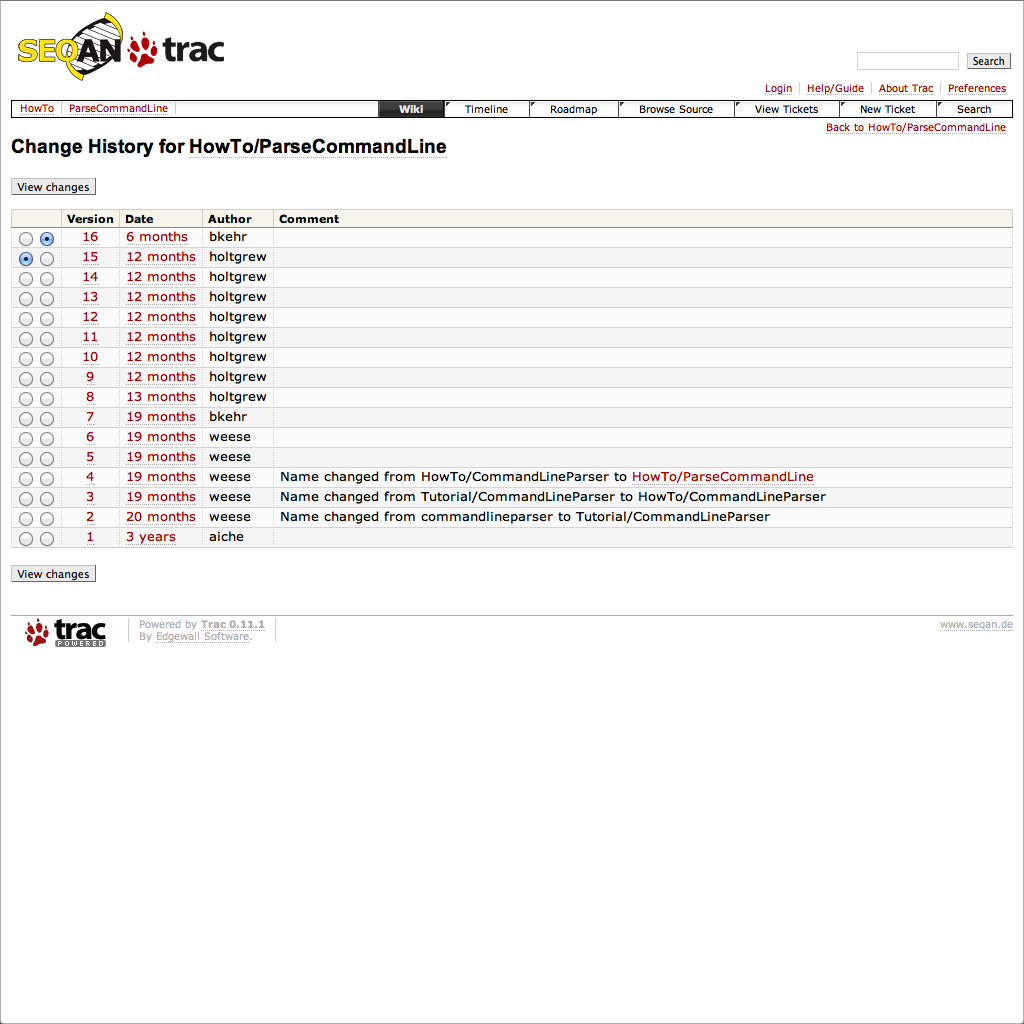 SEQAN trac
Search
Login Help/Guide About Trac Preferences
HowTo ParseCommandLine Wiki Timeline Roadmap Browse Source View Tickets New Ticket Search
Back to HowTo/ParseCommandLine
Change History for HowTo/ParseCommandLine
View changes
Version Date Author Comment
16 6 months bkehr
15 12 months holtgrew
14 12 months holtgrew
13 12 months holtgrew
12 12 months holtgrew
11 12 months holtgrew
10 12 months holtgrew
9 12 months holtgrew
8 13 months holtgrew
7 19 months bkehr
6 19 months weese
5 19 months weese
4 19 months weese Name changed from HowTo/CommandLineParser to HowTo/ParseCommandLine
3 19 months weese Name changed from Tutorial/CommandLineParser to HowTo/CommandLineParser
2 20 months weese Name changed from commandlineparser to Tutorial/CommandLineParser
1 3 years aiche
View changes
trac POWERED
Powered by Trac 0.11.1
By Edgewall Software.
www.seqan.de